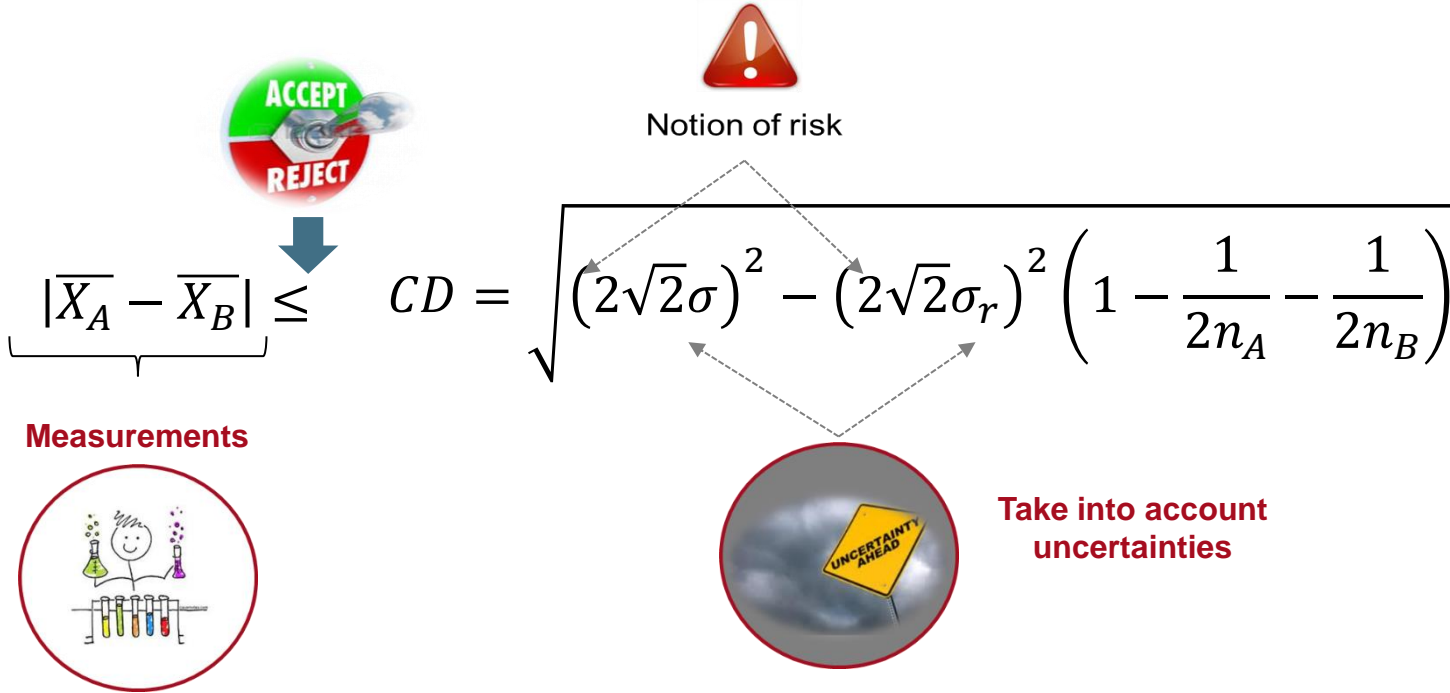 ACCEPT
REJECT
Notion of risk
|X̅_A − X̅_B| ≤ CD = √((2√2σ)² − (2√2σ_r)² (1 − 1/(2n_A) − 1/(2n_B)))
Measurements
UNCERTAINTY
AHEAD
Take into account
uncertainties